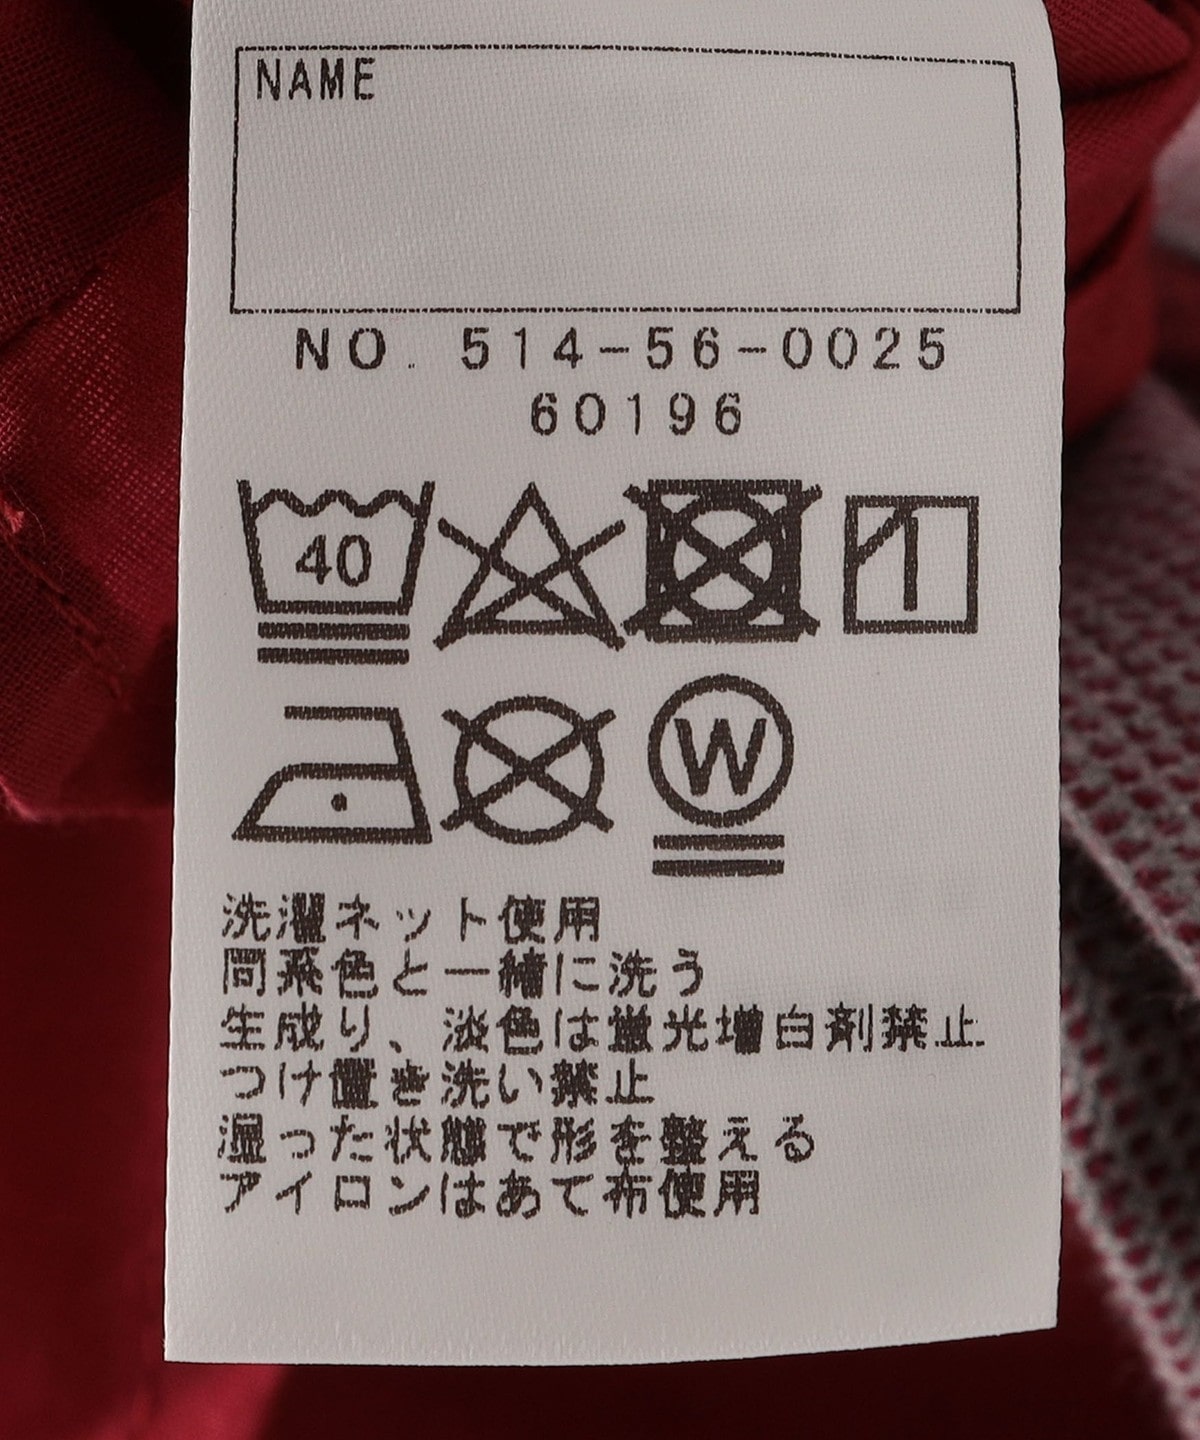 NAME
NO. 514-56-0025
60196
40
W
洗濯ネット使用
同系色と一緒に洗う
生成り、淡色は蛍光増白剤禁止
つけ置き洗い禁止
湿った状態で形を整える
アイロンはあて布使用